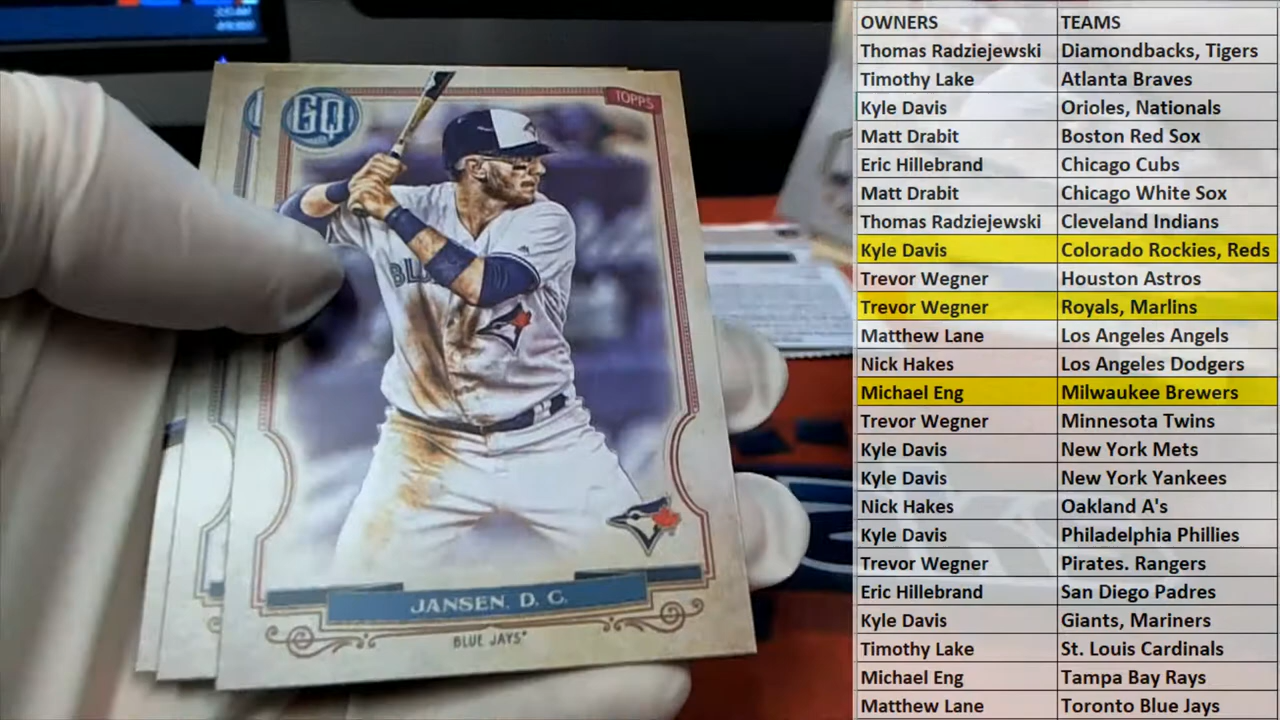 GQ
TOPPS
BL
JANSEN, D. C.
BLUE JAYS
OWNERS TEAMS
Thomas Radziejewski Diamondbacks, Tigers
Timothy Lake Atlanta Braves
Kyle Davis Orioles, Nationals
Matt Drabit Boston Red Sox
Eric Hillebrand Chicago Cubs
Matt Drabit Chicago White Sox
Thomas Radziejewski Cleveland Indians
Kyle Davis Colorado Rockies, Reds
Trevor Wegner Houston Astros
Trevor Wegner Royals, Marlins
Matthew Lane Los Angeles Angels
Nick Hakes Los Angeles Dodgers
Michael Eng Milwaukee Brewers
Trevor Wegner Minnesota Twins
Kyle Davis New York Mets
Kyle Davis New York Yankees
Nick Hakes Oakland A's
Kyle Davis Philadelphia Phillies
Trevor Wegner Pirates. Rangers
Eric Hillebrand San Diego Padres
Kyle Davis Giants, Mariners
Timothy Lake St. Louis Cardinals
Michael Eng Tampa Bay Rays
Matthew Lane Toronto Blue Jays